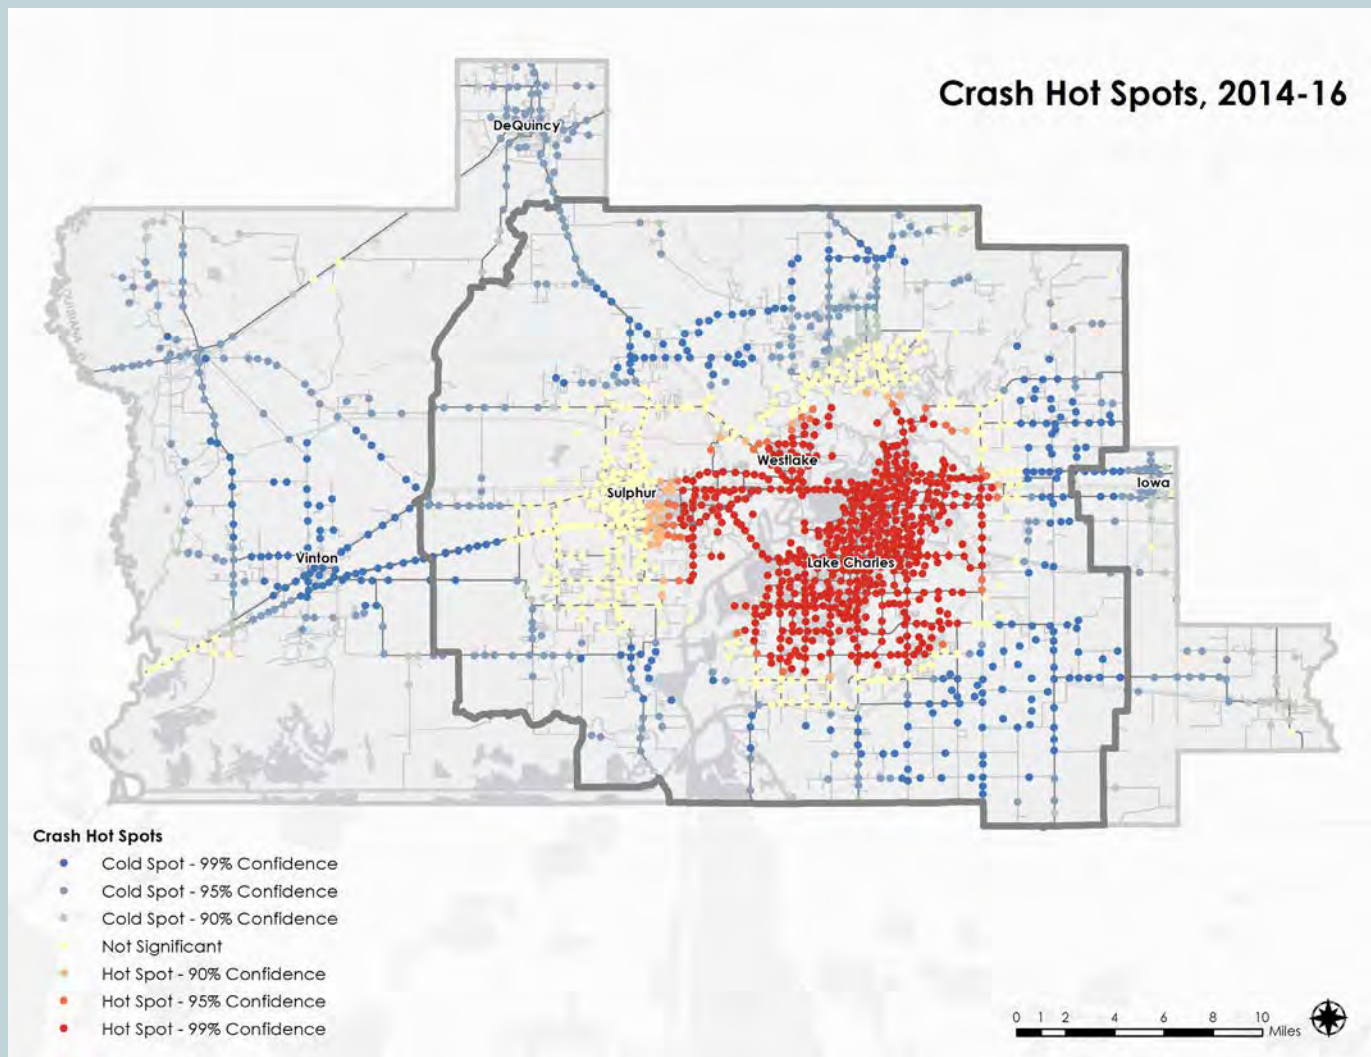 Crash Hot Spots, 2014-16
DeQuincy
LOUISIANA
Westlake
Sulphur
Iowa
Vinton
Lake Charles
Crash Hot Spots
Cold Spot - 99% Confidence
Cold Spot - 95% Confidence
Cold Spot - 90% Confidence
Not Significant
Hot Spot - 90% Confidence
Hot Spot - 95% Confidence
Hot Spot - 99% Confidence
0 1 2 4 6 8 10
Miles